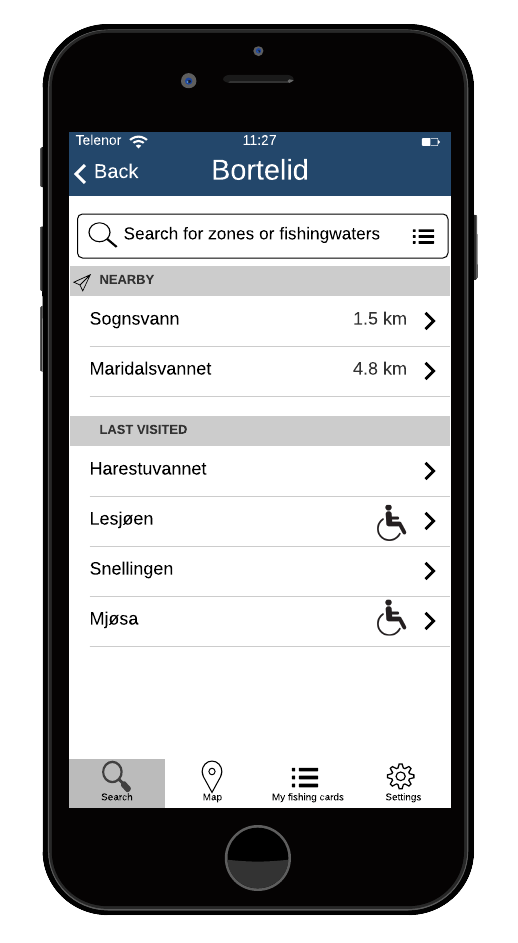 Telenor 11:27
Back Bortelid
Search for zones or fishingwaters
NEARBY
Sognsvann 1.5 km
Maridalsvannet 4.8 km
LAST VISITED
Harestuvannet
Lesjøen
Snellingen
Mjøsa
Search Map My fishing cards Settings